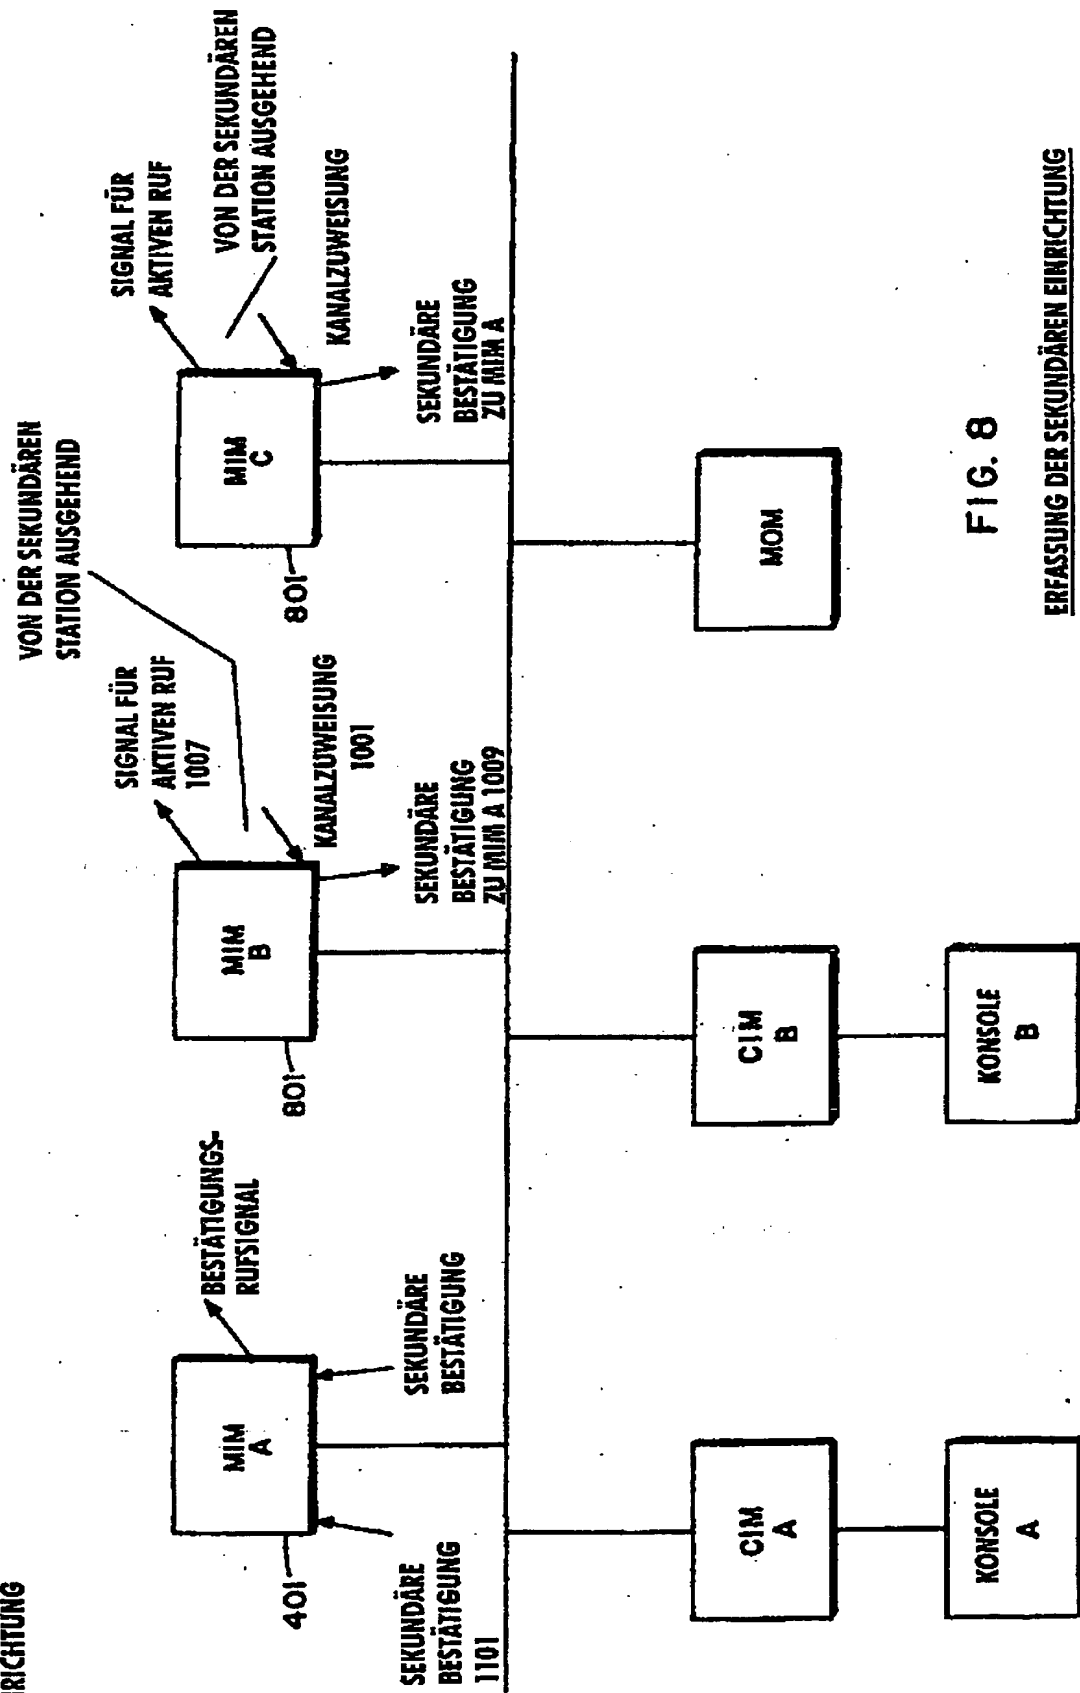 RICHTUNG
VON DER SEKUNDÄREN
STATION AUSGEHEND
SIGNAL FÜR
AKTIVEN RUF
VON DER SEKUNDÄREN
STATION AUSGEHEND
SIGNAL FÜR
AKTIVEN RUF
1007
BESTÄTIGUNGS-
RUFSIGNAL
MIM
A
MIM
B
MIM
C
401
801
801
KANALZUWEISUNG
1001
KANALZUWEISUNG
SEKUNDÄRE
BESTÄTIGUNG
1101
SEKUNDÄRE
BESTÄTIGUNG
SEKUNDÄRE
BESTÄTIGUNG
ZU MIM A 1009
SEKUNDÄRE
BESTÄTIGUNG
ZU MIM A
CIM
A
CIM
B
MOM
KONSOLE
A
KONSOLE
B
FIG. 8
ERFASSUNG DER SEKUNDÄREN EINRICHTUNG